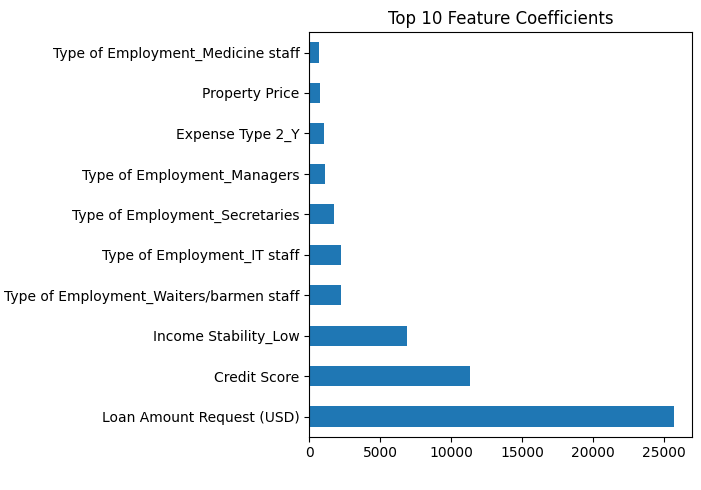 Top 10 Feature Coefficients
Type of Employment_Medicine staff
Property Price
Expense Type 2_Y
Type of Employment_Managers
Type of Employment_Secretaries
Type of Employment_IT staff
Type of Employment_Waiters/barmen staff
Income Stability_Low
Credit Score
Loan Amount Request (USD)
0 5000 10000 15000 20000 25000